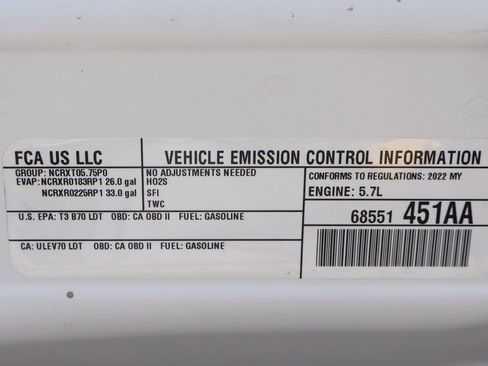 FCA US LLC
VEHICLE EMISSION CONTROL INFORMATION
GROUP: NCRXT05.75P0
EVAP: NCRXR0183RP1 26.0 gal
NCRXR0225RP1 33.0 gal
NO ADJUSTMENTS NEEDED
HO2S
SFI
TWC
CONFORMS TO REGULATIONS: 2022 MY
ENGINE: 5.7L
68551 451AA
U.S. EPA: T3 B70 LDT OBD: CA OBD II FUEL: GASOLINE
CA: ULEV70 LDT OBD: CA OBD II FUEL: GASOLINE